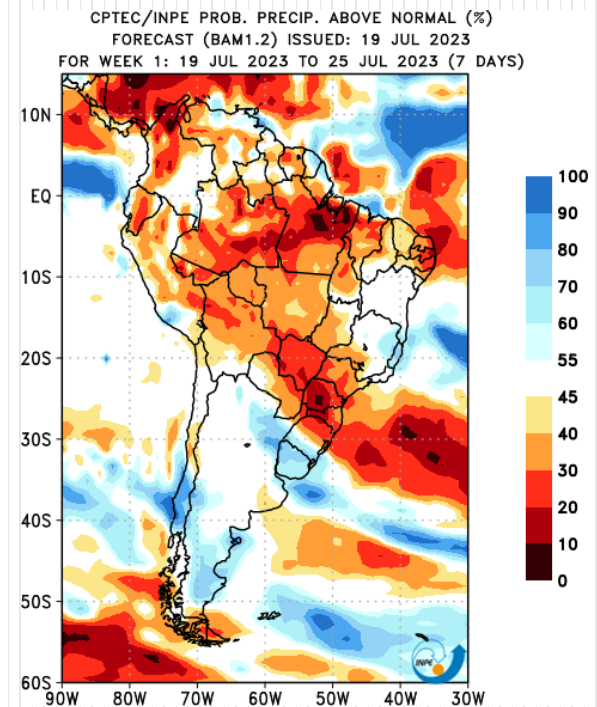 CPTEC/INPE PROB. PRECIP. ABOVE NORMAL (%)
FORECAST (BAM1.2) ISSUED: 19 JUL 2023
FOR WEEK 1: 19 JUL 2023 TO 25 JUL 2023 (7 DAYS)
10N
EQ
10S
20S
30S
40S
50S
60S
90W 80W 70W 60W 50W 40W 30W
100
90
80
70
60
55
45
40
30
20
10
0
INPE